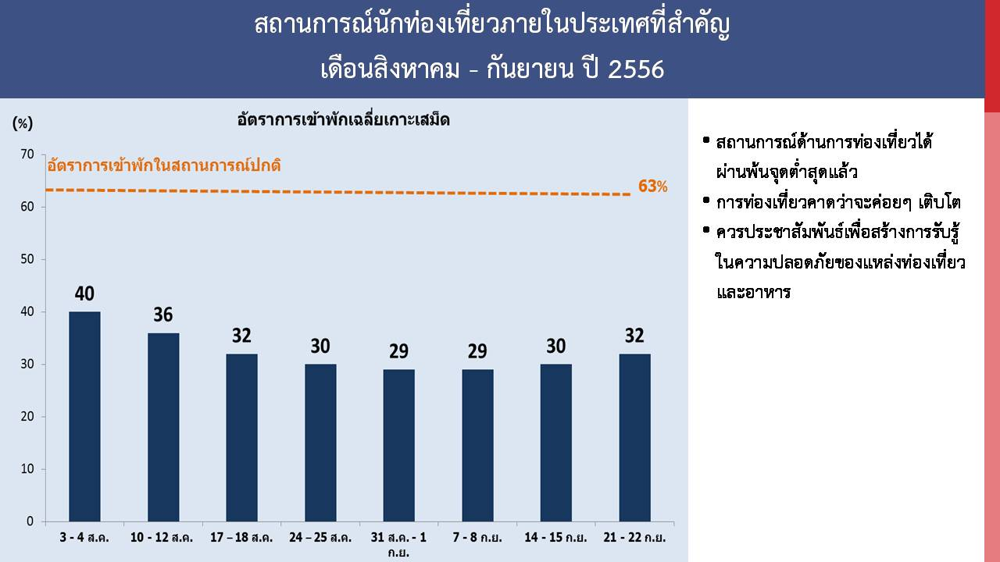 สถานการณ์นักท่องเที่ยวภายในประเทศที่สำคัญ
เดือนสิงหาคม - กันยายน ปี 2556
(%)
อัตราการเข้าพักเฉลี่ยเกาะเสม็ด
70
60
50
40
30
20
10
0
อัตราการเข้าพักในสถานการณ์ปกติ
63%
40
36
32
30
29
29
30
32
3 - 4 ส.ค.
10 - 12 ส.ค.
17 – 18 ส.ค.
24 – 25 ส.ค.
31 ส.ค. - 1
ก.ย.
7 - 8 ก.ย.
14 - 15 ก.ย.
21 - 22 ก.ย.
• สถานการณ์ด้านการท่องเที่ยวได้
ผ่านพ้นจุดต่ำสุดแล้ว
• การท่องเที่ยวคาดว่าจะค่อยๆ เติบโต
• ควรประชาสัมพันธ์เพื่อสร้างการรับรู้
ในความปลอดภัยของแหล่งท่องเที่ยว
และอาหาร